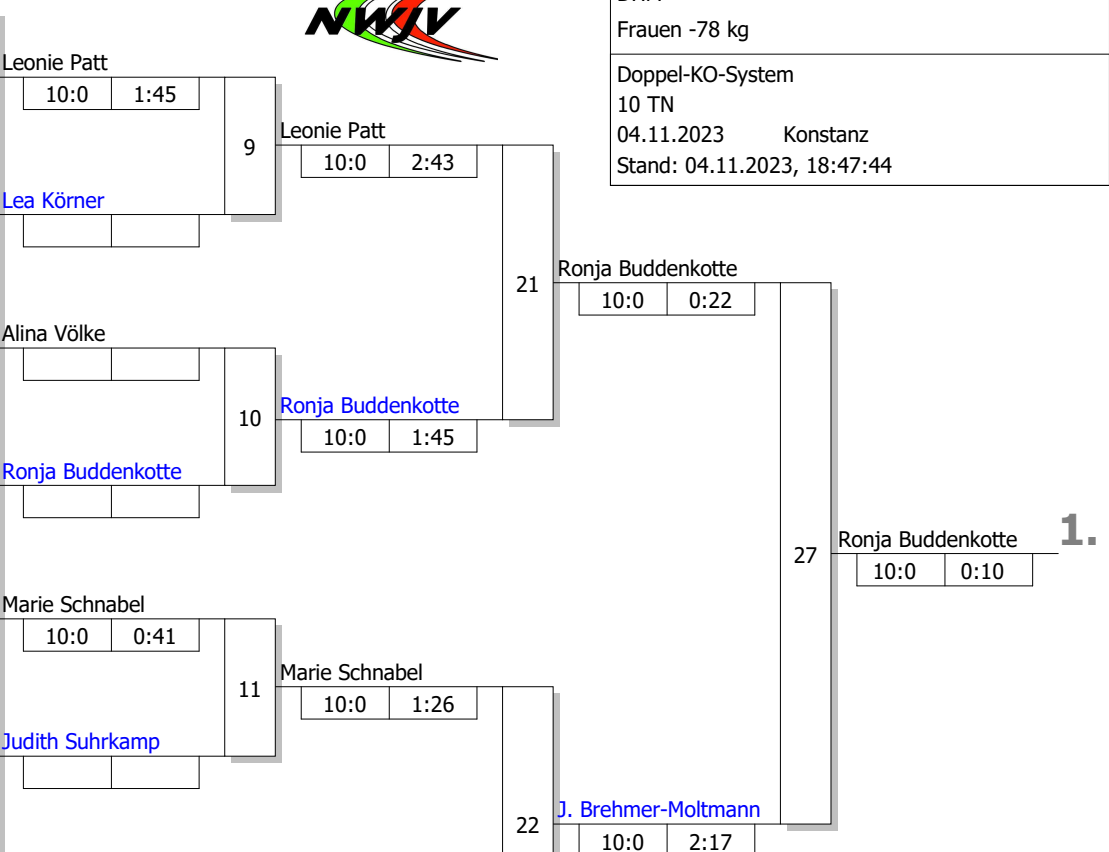 NWJV
Frauen -78 kg
Doppel-KO-System
10 TN
04.11.2023 Konstanz
Stand: 04.11.2023, 18:47:44
Leonie Patt
10:0 1:45
9
Leonie Patt
10:0 2:43
Lea Körner
21
Ronja Buddenkotte
10:0 0:22
Alina Völke
10
Ronja Buddenkotte
10:0 1:45
Ronja Buddenkotte
27
Ronja Buddenkotte
10:0 0:10
1.
Marie Schnabel
10:0 0:41
11
Marie Schnabel
10:0 1:26
Judith Suhrkamp
22
J. Brehmer-Moltmann
10:0 2:17